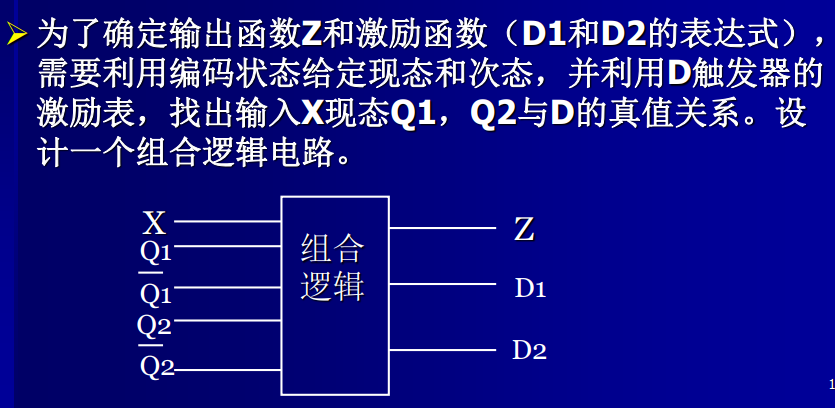 为了确定输出函数Z和激励函数（D1和D2的表达式），
需要利用编码状态给定现态和次态，并利用D触发器的
激励表，找出输入X现态Q1，Q2与D的真值关系。设
计一个组合逻辑电路。
X
Q1
Q̅1
Q2
Q̅2
组合
逻辑
Z
D1
D2
1